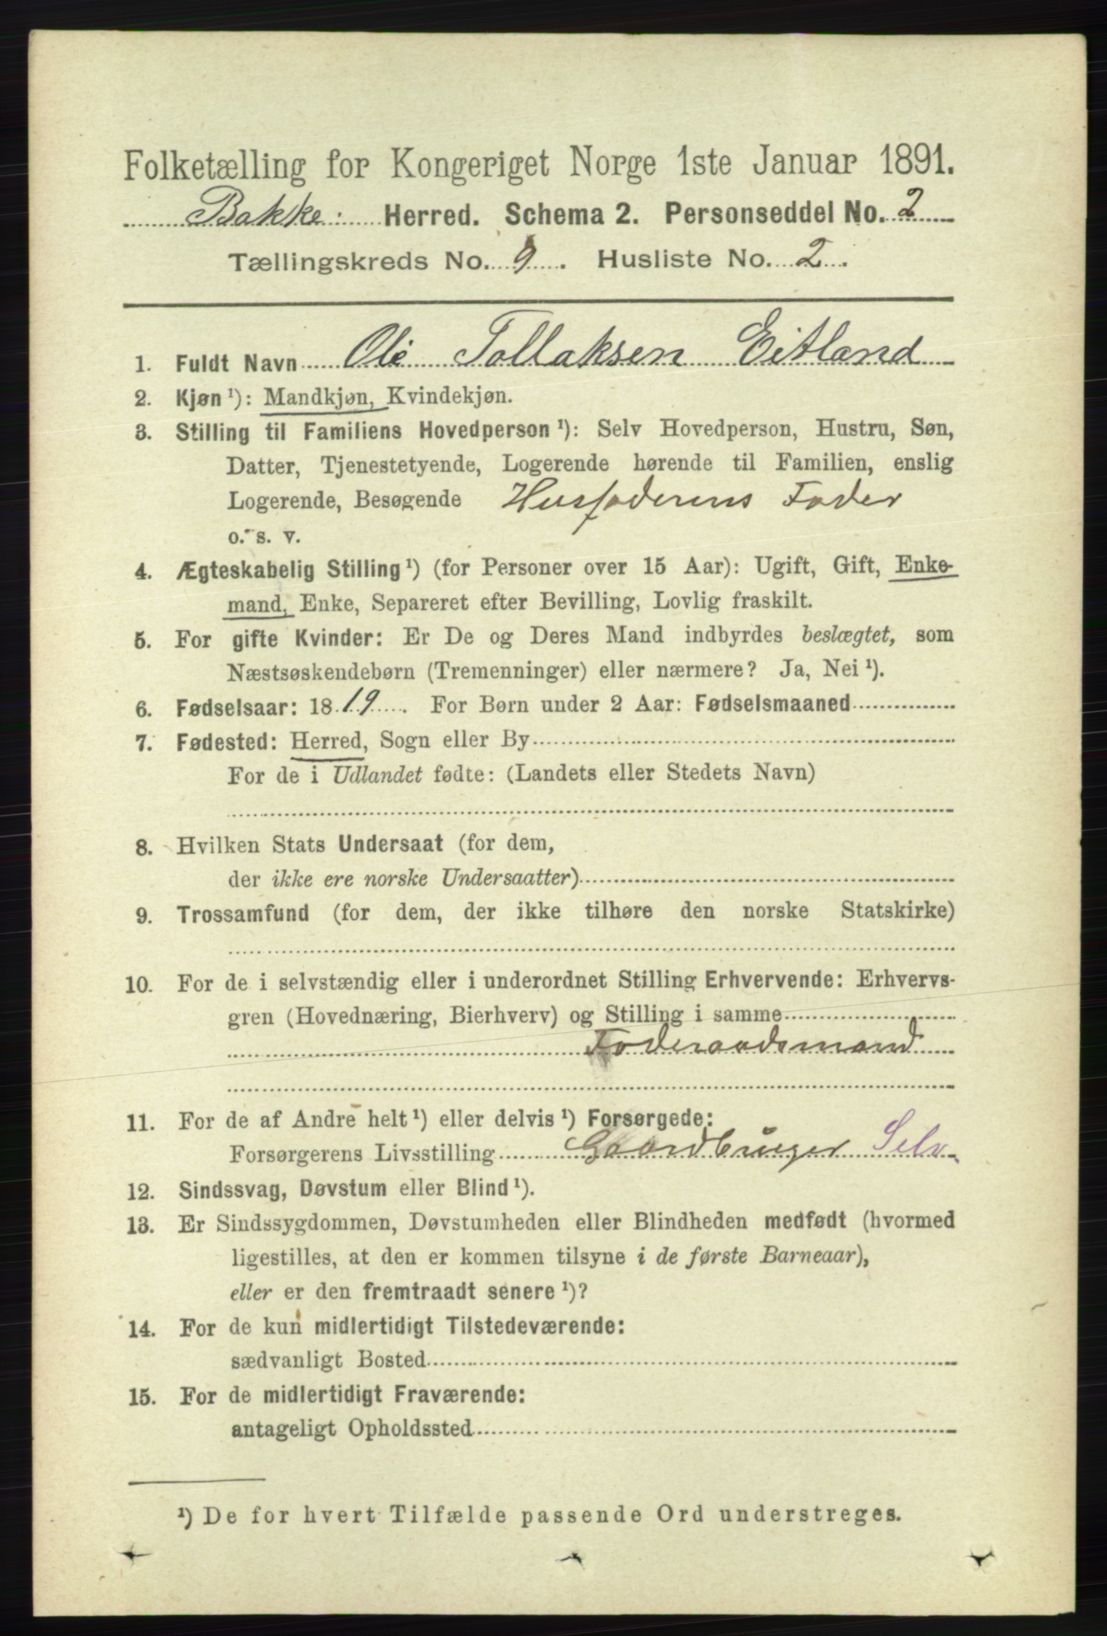 Folketælling for Kongeriget Norge 1ste Januar 1891.
Bakke Herred. Schema 2. Personseddel No. 2
Tællingskreds No. 9. Husliste No. 2.
1. Fuldt Navn Ole Tollaksen Eitland
2. Kjøn ¹): Mandkjøn, Kvindekjøn.
3. Stilling til Familiens Hovedperson ¹): Selv Hovedperson, Hustru, Søn,
Datter, Tjenestetyende, Logerende hørende til Familien, enslig
Logerende, Besøgende Husfaderens Fader
o. s. v.
4. Ægteskabelig Stilling ¹) (for Personer over 15 Aar): Ugift, Gift, Enke-
mand, Enke, Separeret efter Bevilling, Lovlig fraskilt.
5. For gifte Kvinder: Er De og Deres Mand indbyrdes beslægtet, som
Næstsøskendebørn (Tremenninger) eller nærmere? Ja, Nei ¹).
6. Fødselsaar: 1819. For Børn under 2 Aar: Fødselsmaaned
7. Fødested: Herred, Sogn eller By
For de i Udlandet fødte: (Landets eller Stedets Navn)
8. Hvilken Stats Undersaat (for dem,
der ikke ere norske Undersaatter)
9. Trossamfund (for dem, der ikke tilhøre den norske Statskirke)
10. For de i selvstændig eller i underordnet Stilling Erhvervende: Erhvervs-
gren (Hovednæring, Bierhverv) og Stilling i samme
Foderaadsmand
11. For de af Andre helt ¹) eller delvis ¹) Forsørgede:
Forsørgerens Livsstilling Gaardbruger Selv.
12. Sindssvag, Døvstum eller Blind ¹).
13. Er Sindssygdommen, Døvstumheden eller Blindheden medfødt (hvormed
ligestilles, at den er kommen tilsyne i de første Barneaar),
eller er den fremtraadt senere ¹)?
14. For de kun midlertidigt Tilstedeværende:
sædvanligt Bosted
15. For de midlertidigt Fraværende:
antageligt Opholdssted
¹) De for hvert Tilfælde passende Ord understreges.